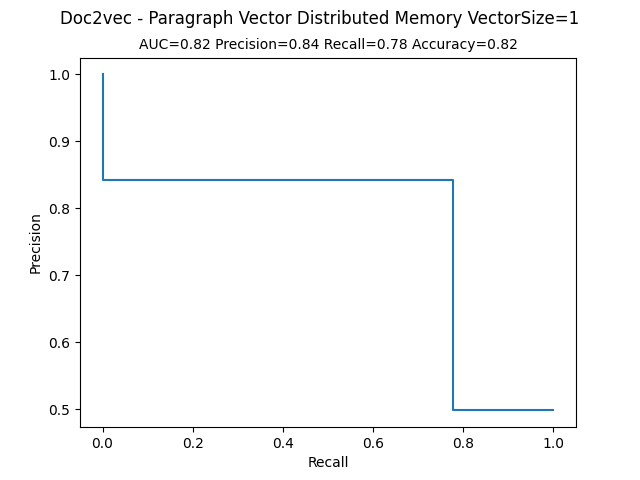 Doc2vec - Paragraph Vector Distributed Memory VectorSize=1
AUC=0.82 Precision=0.84 Recall=0.78 Accuracy=0.82
1.0
0.9
0.8
0.7
0.6
0.5
Precision
0.0 0.2 0.4 0.6 0.8 1.0
Recall